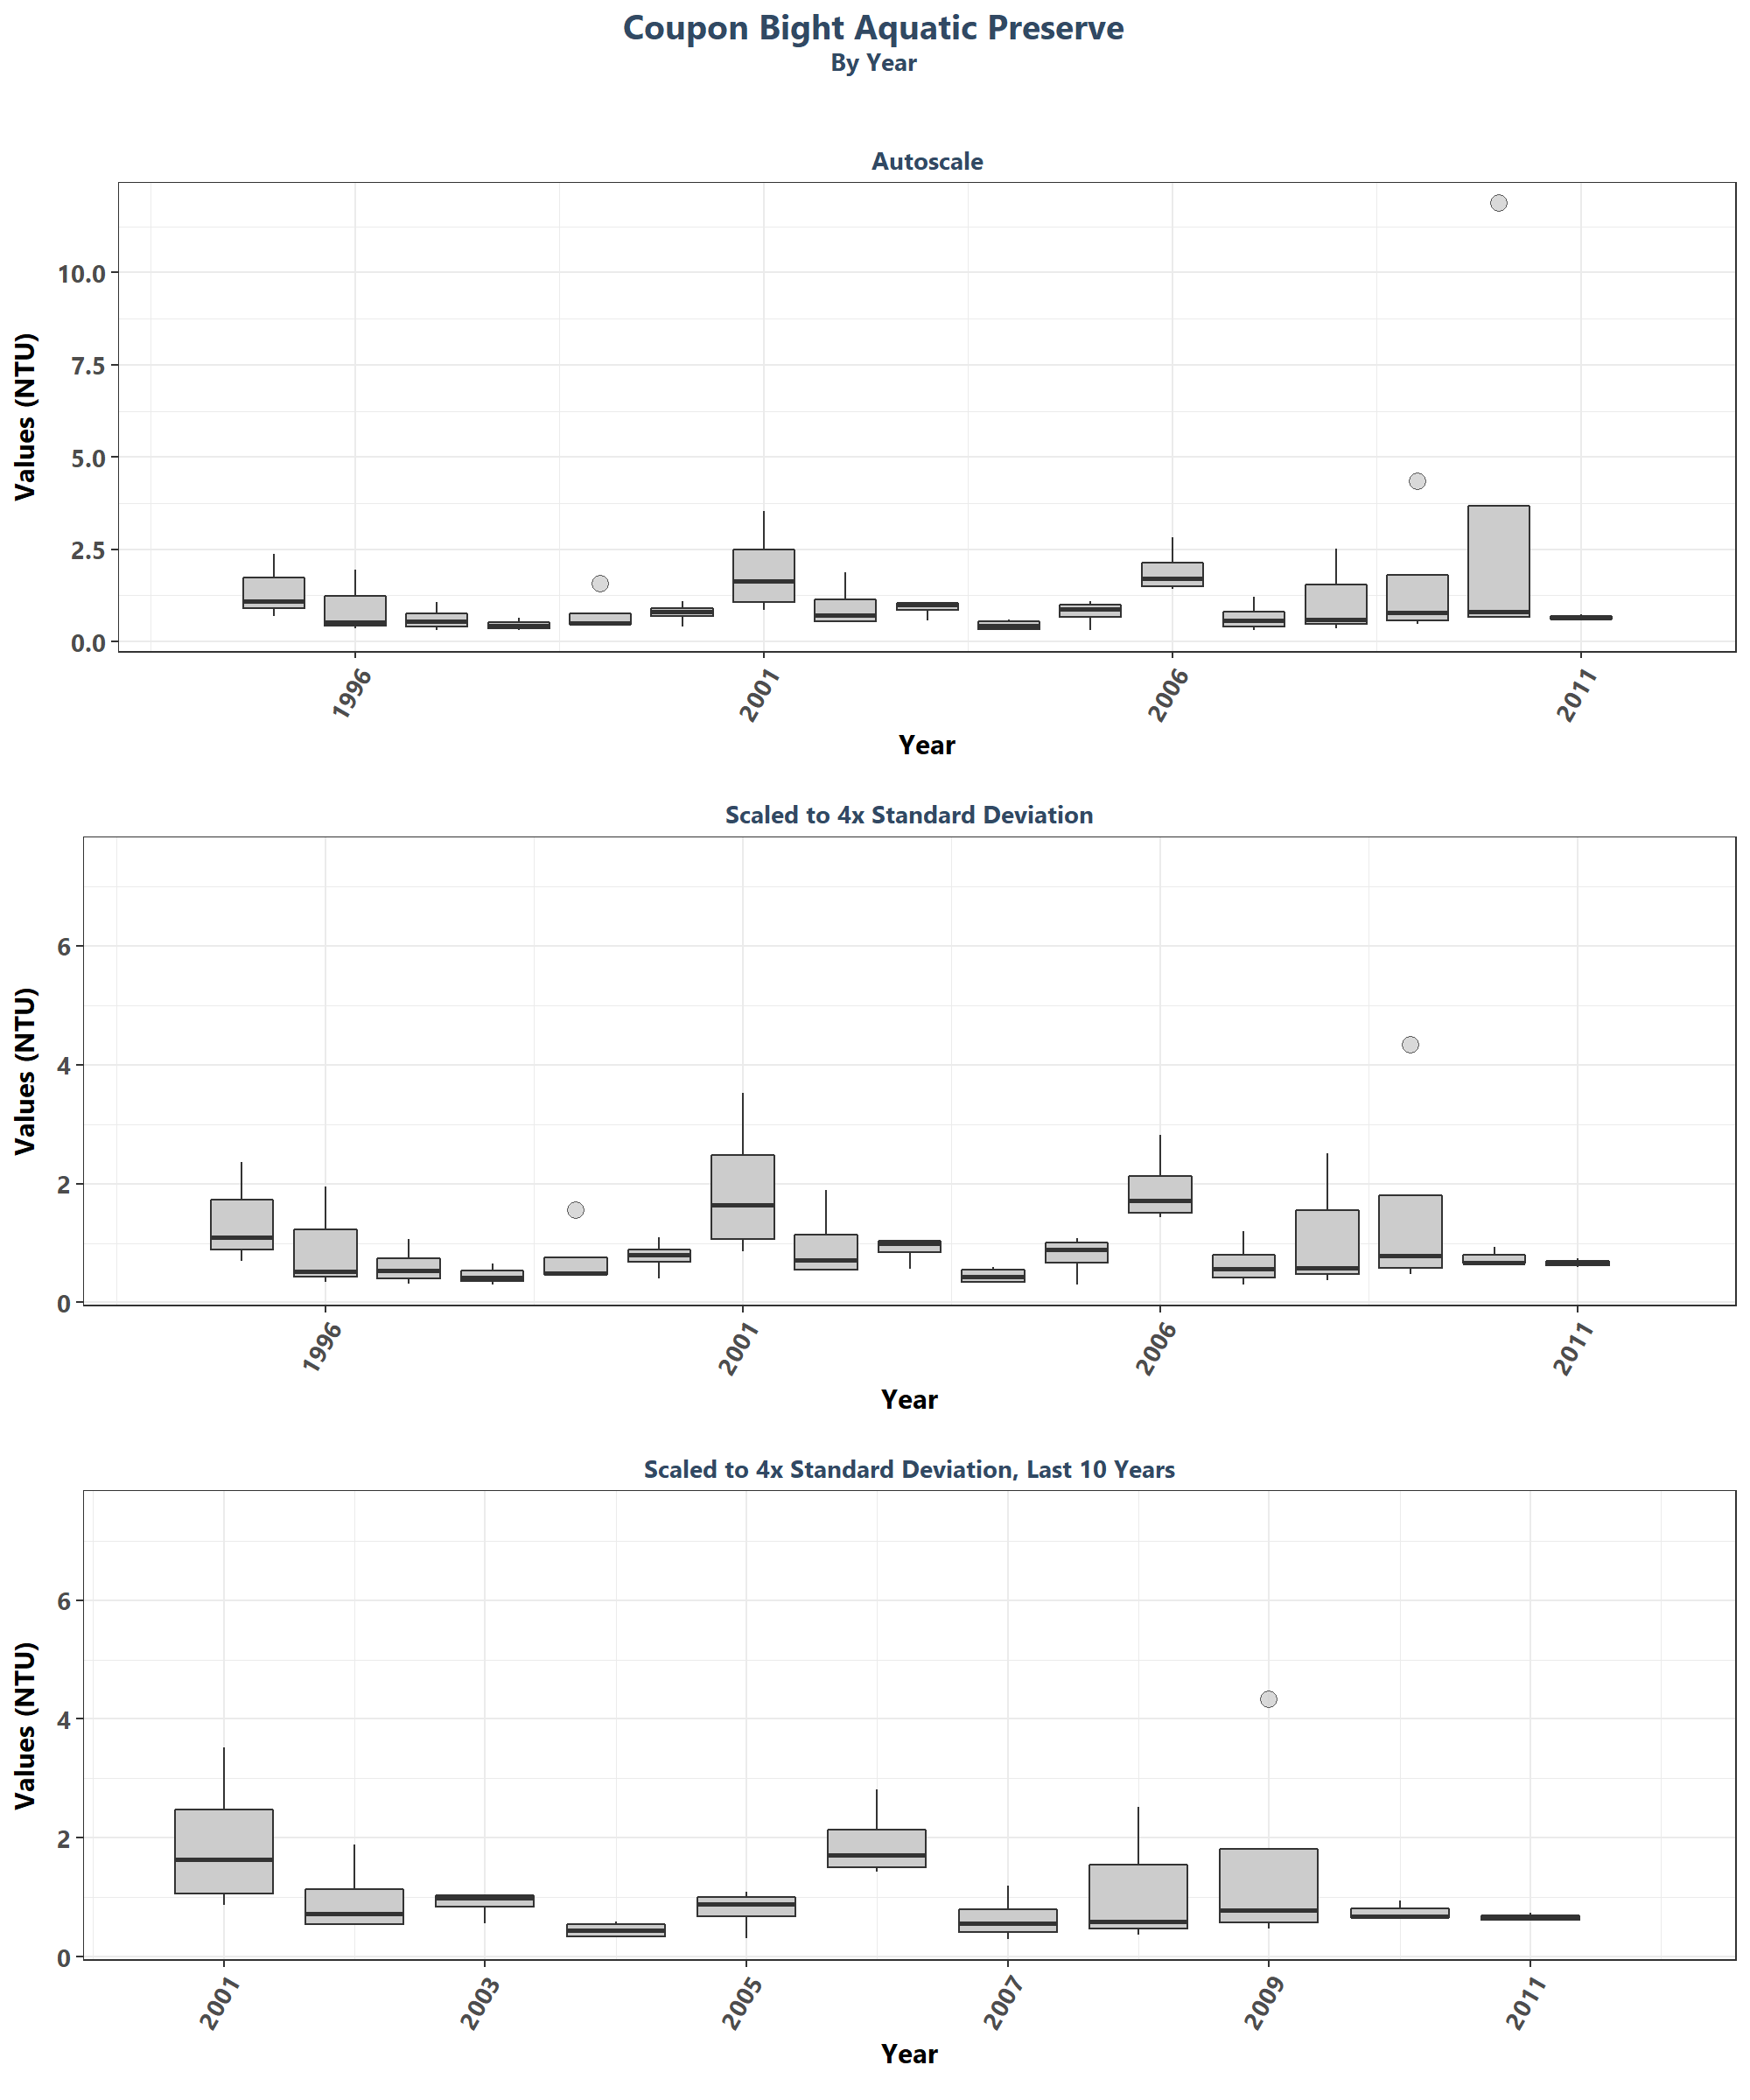 Coupon Bight Aquatic Preserve
By Year
Autoscale
Values (NTU)
10.0
7.5
5.0
2.5
0.0
1996
2001
2006
2011
Year
Scaled to 4x Standard Deviation
Values (NTU)
6
4
2
0
1996
2001
2006
2011
Year
Scaled to 4x Standard Deviation, Last 10 Years
Values (NTU)
6
4
2
0
2001
2003
2005
2007
2009
2011
Year